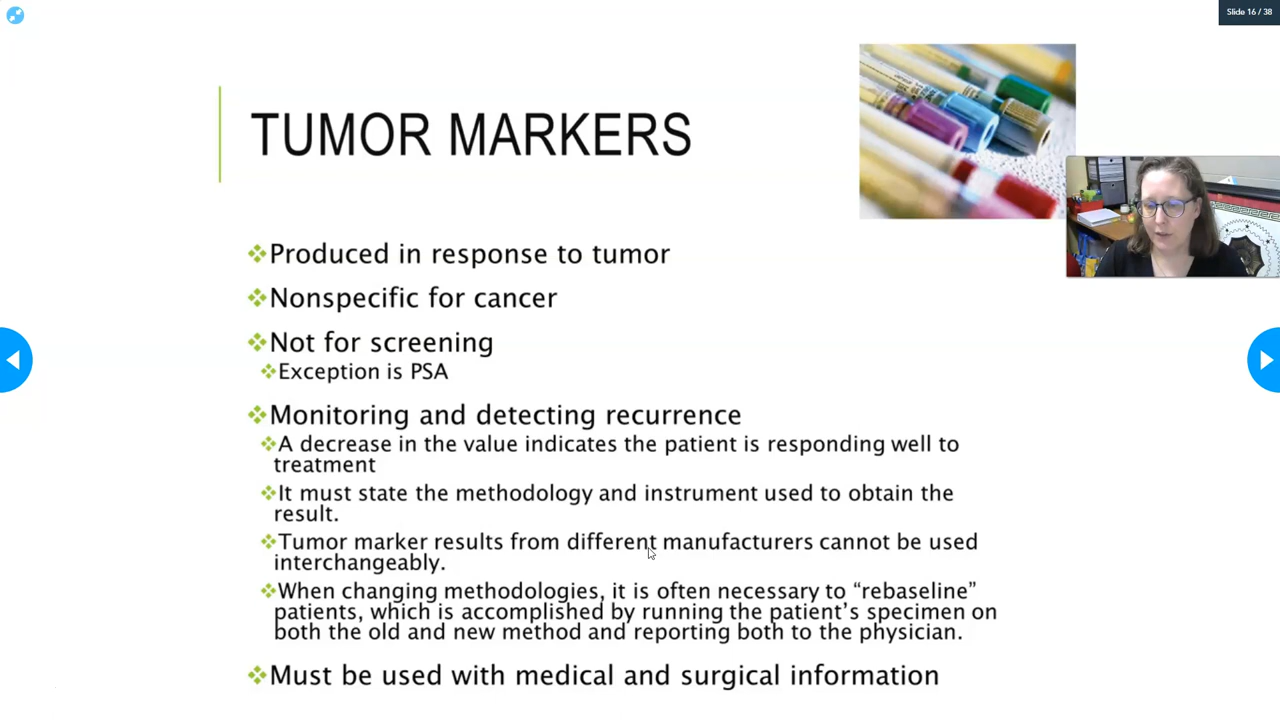 Slide 16 / 38
TUMOR MARKERS
Produced in response to tumor
Nonspecific for cancer
Not for screening
Exception is PSA
Monitoring and detecting recurrence
A decrease in the value indicates the patient is responding well to
treatment
It must state the methodology and instrument used to obtain the
result.
Tumor marker results from different manufacturers cannot be used
interchangeably.
When changing methodologies, it is often necessary to “rebaseline”
patients, which is accomplished by running the patient’s specimen on
both the old and new method and reporting both to the physician.
Must be used with medical and surgical information